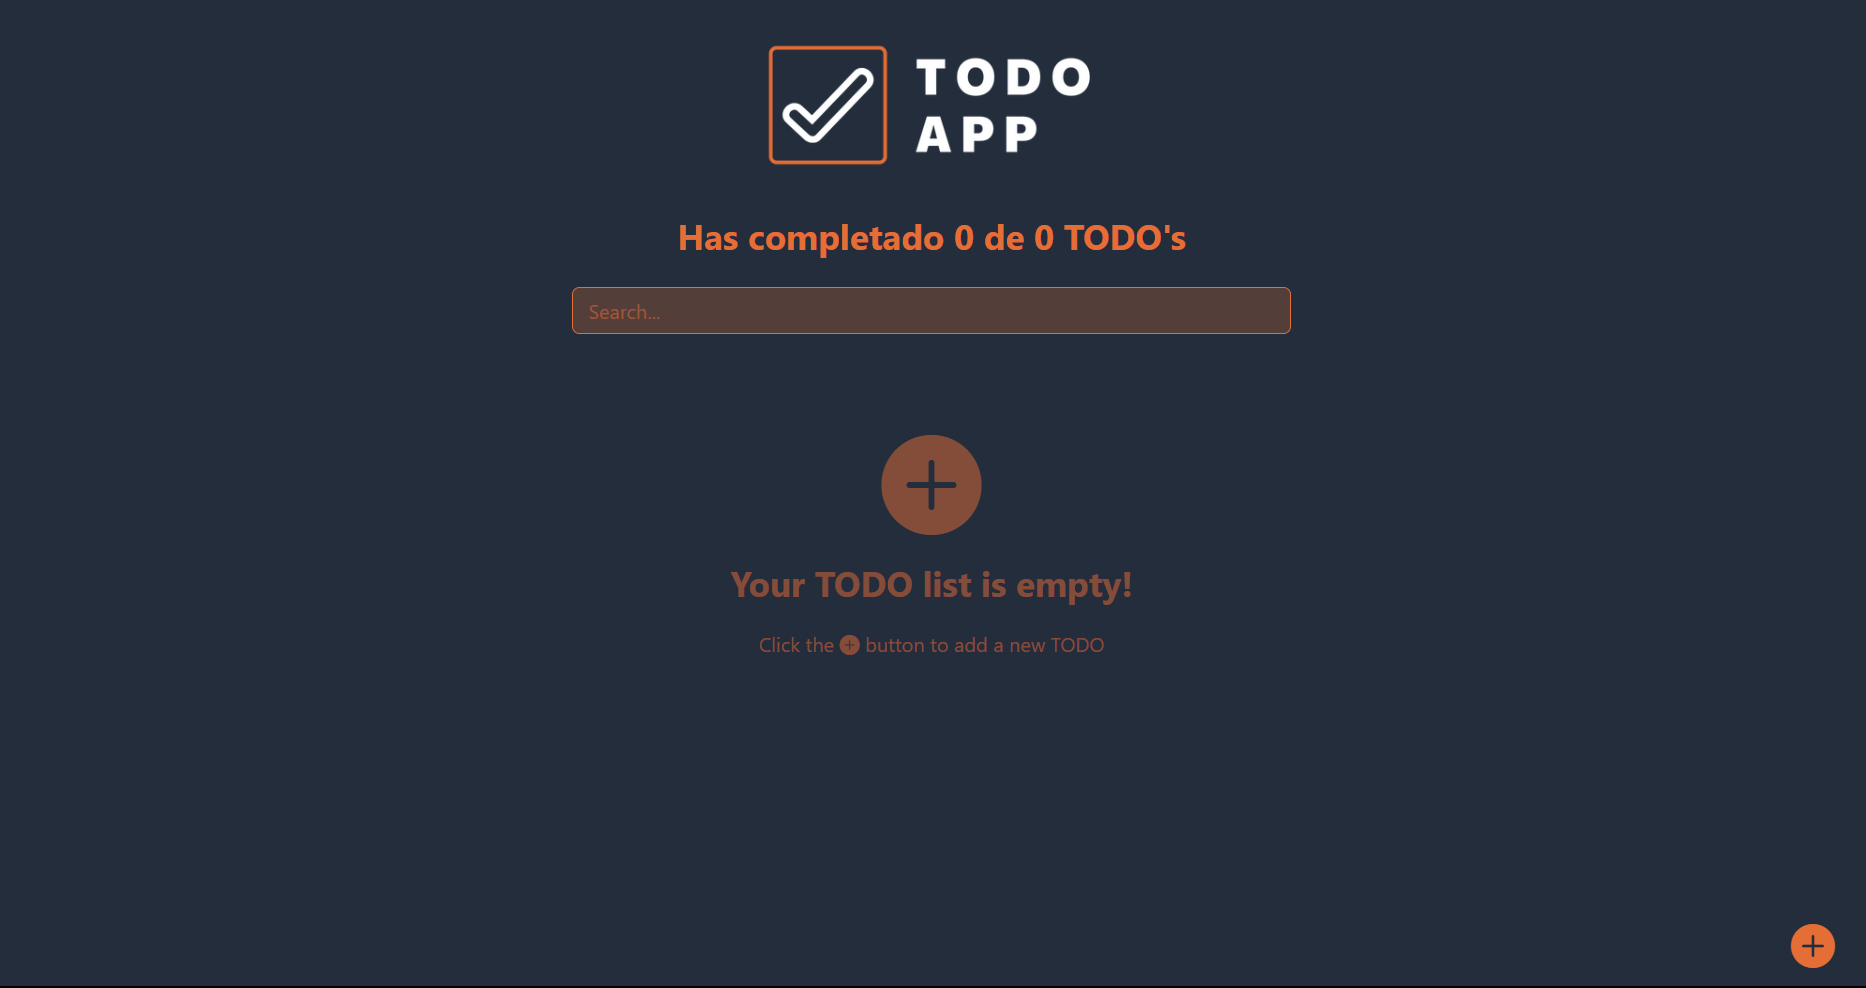 TODO
APP
Has completado 0 de 0 TODO's
Search...
Your TODO list is empty!
Click the button to add a new TODO